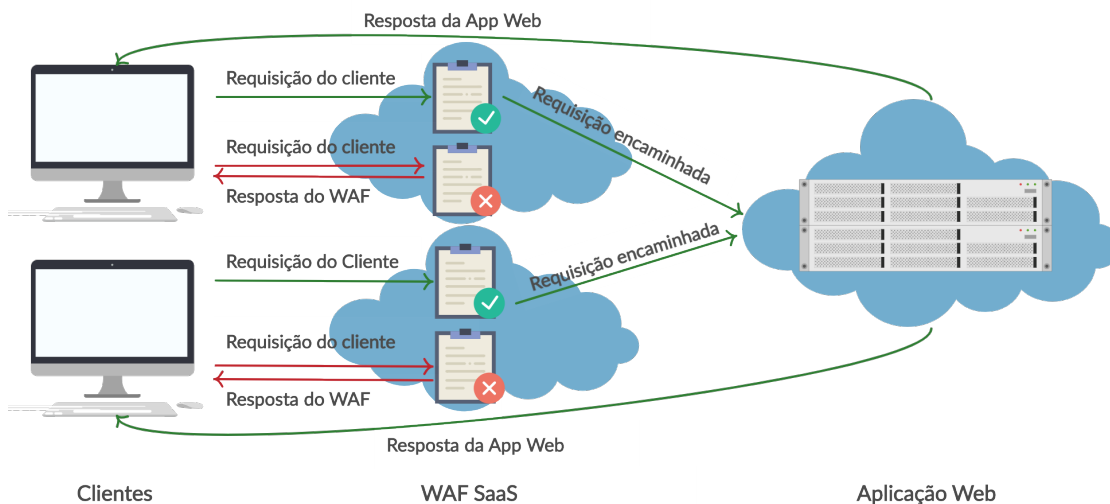 Resposta da App Web
Requisição do cliente
Requisição encaminhada
Requisição do cliente
Resposta do WAF
Requisição do Cliente
Requisição encaminhada
Requisição do cliente
Resposta do WAF
Resposta da App Web
Clientes
WAF SaaS
Aplicação Web